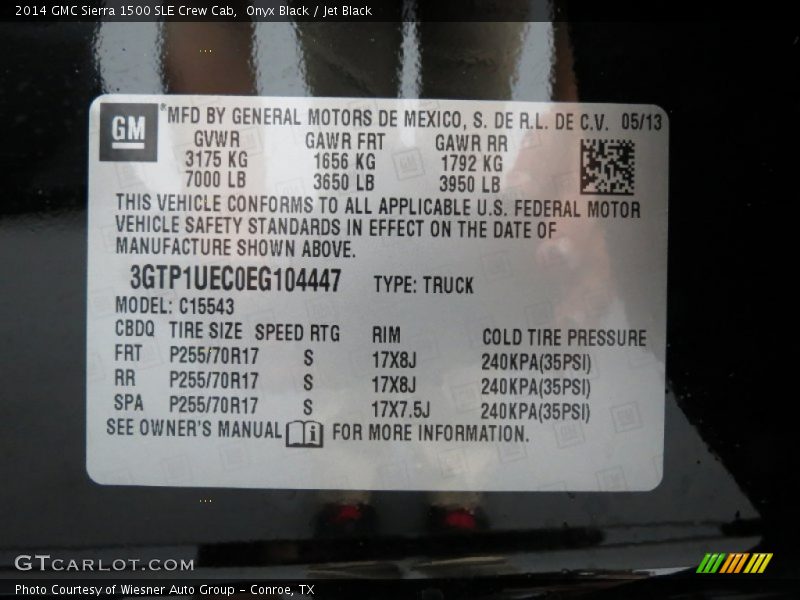 2014 GMC Sierra 1500 SLE Crew Cab, Onyx Black / Jet Black
GM
® MFD BY GENERAL MOTORS DE MEXICO, S. DE R.L. DE C.V. 05/13
GVWR GAWR FRT GAWR RR
3175 KG 1656 KG 1792 KG
7000 LB 3650 LB 3950 LB
THIS VEHICLE CONFORMS TO ALL APPLICABLE U.S. FEDERAL MOTOR
VEHICLE SAFETY STANDARDS IN EFFECT ON THE DATE OF
MANUFACTURE SHOWN ABOVE.
3GTP1UEC0EG104447 TYPE: TRUCK
MODEL: C15543
CBDQ TIRE SIZE SPEED RTG RIM COLD TIRE PRESSURE
FRT P255/70R17 S 17X8J 240KPA(35PSI)
RR P255/70R17 S 17X8J 240KPA(35PSI)
SPA P255/70R17 S 17X7.5J 240KPA(35PSI)
SEE OWNER'S MANUAL i FOR MORE INFORMATION.
GTCARLOT.COM
Photo Courtesy of Wiesner Auto Group - Conroe, TX